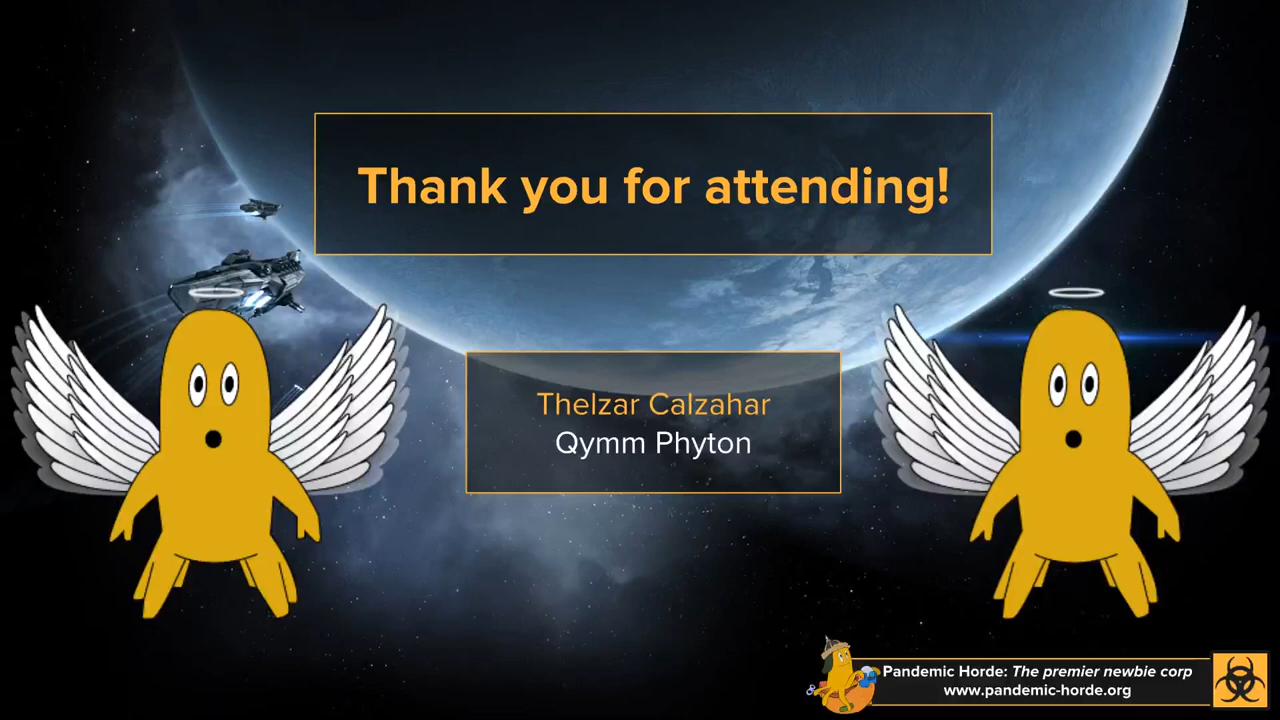 Thank you for attending!
Thelzar Calzahar
Qymm Phyton
Pandemic Horde: The premier newbie corp
www.pandemic-horde.org